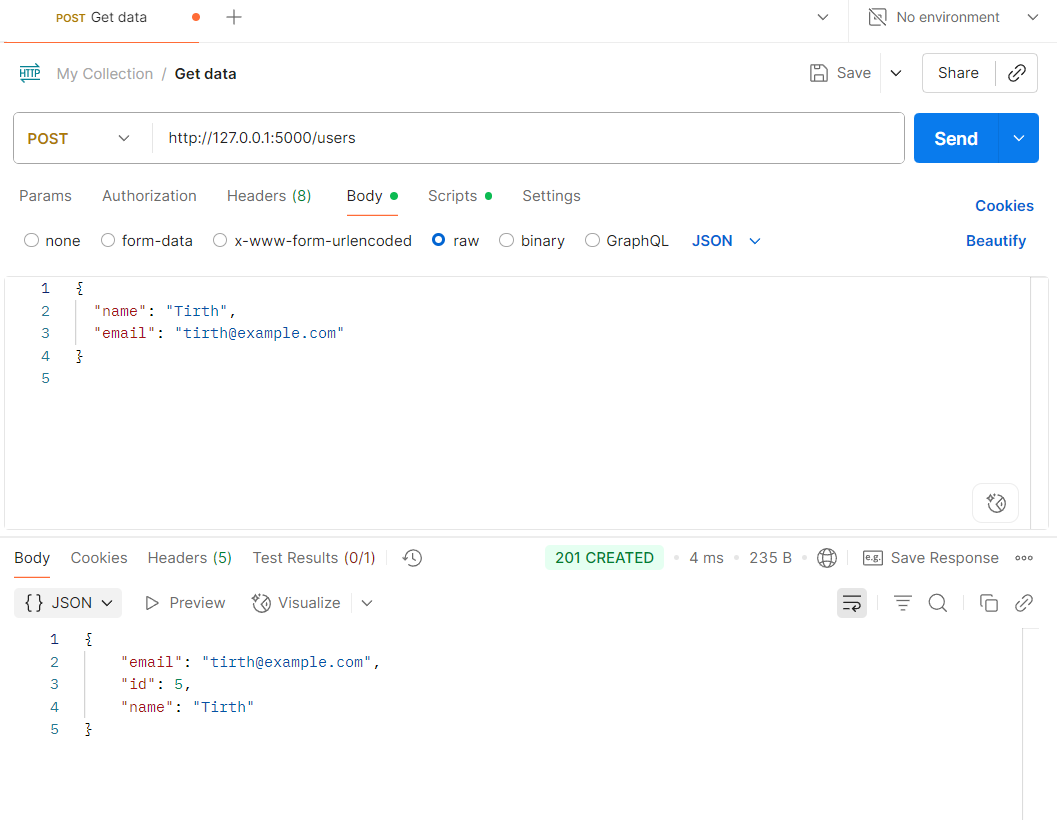 POST Get data
No environment
HTTP My Collection / Get data Save Share
POST http://127.0.0.1:5000/users Send
Params Authorization Headers (8) Body Scripts Settings Cookies
none form-data x-www-form-urlencoded raw binary GraphQL JSON Beautify
1 {
2 "name": "Tirth",
3 "email": "tirth@example.com"
4 }
5
Body Cookies Headers (5) Test Results (0/1) 201 CREATED 4 ms 235 B e.g. Save Response
{} JSON Preview Visualize
1 {
2 "email": "tirth@example.com",
3 "id": 5,
4 "name": "Tirth"
5 }